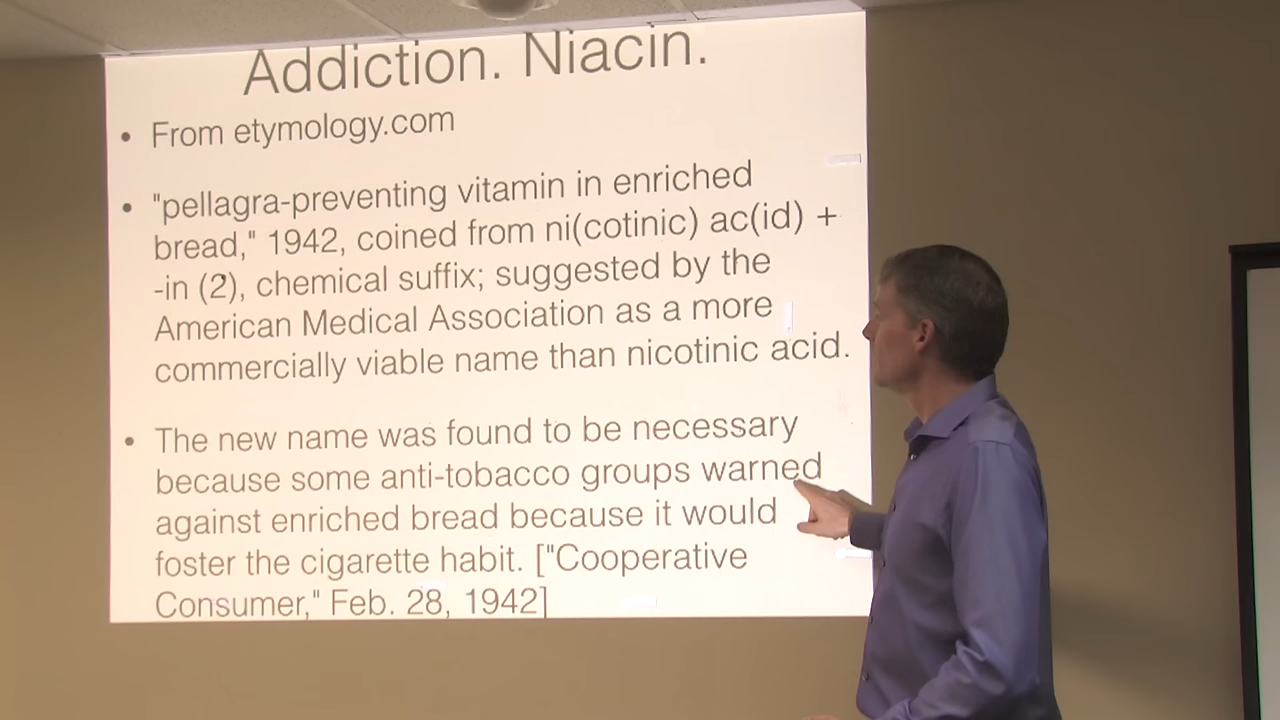 Addiction. Niacin.
• From etymology.com
• "pellagra-preventing vitamin in enriched
bread," 1942, coined from ni(cotinic) ac(id) +
-in (2), chemical suffix; suggested by the
American Medical Association as a more
commercially viable name than nicotinic acid.
• The new name was found to be necessary
because some anti-tobacco groups warned
against enriched bread because it would
foster the cigarette habit. ["Cooperative
Consumer," Feb. 28, 1942]